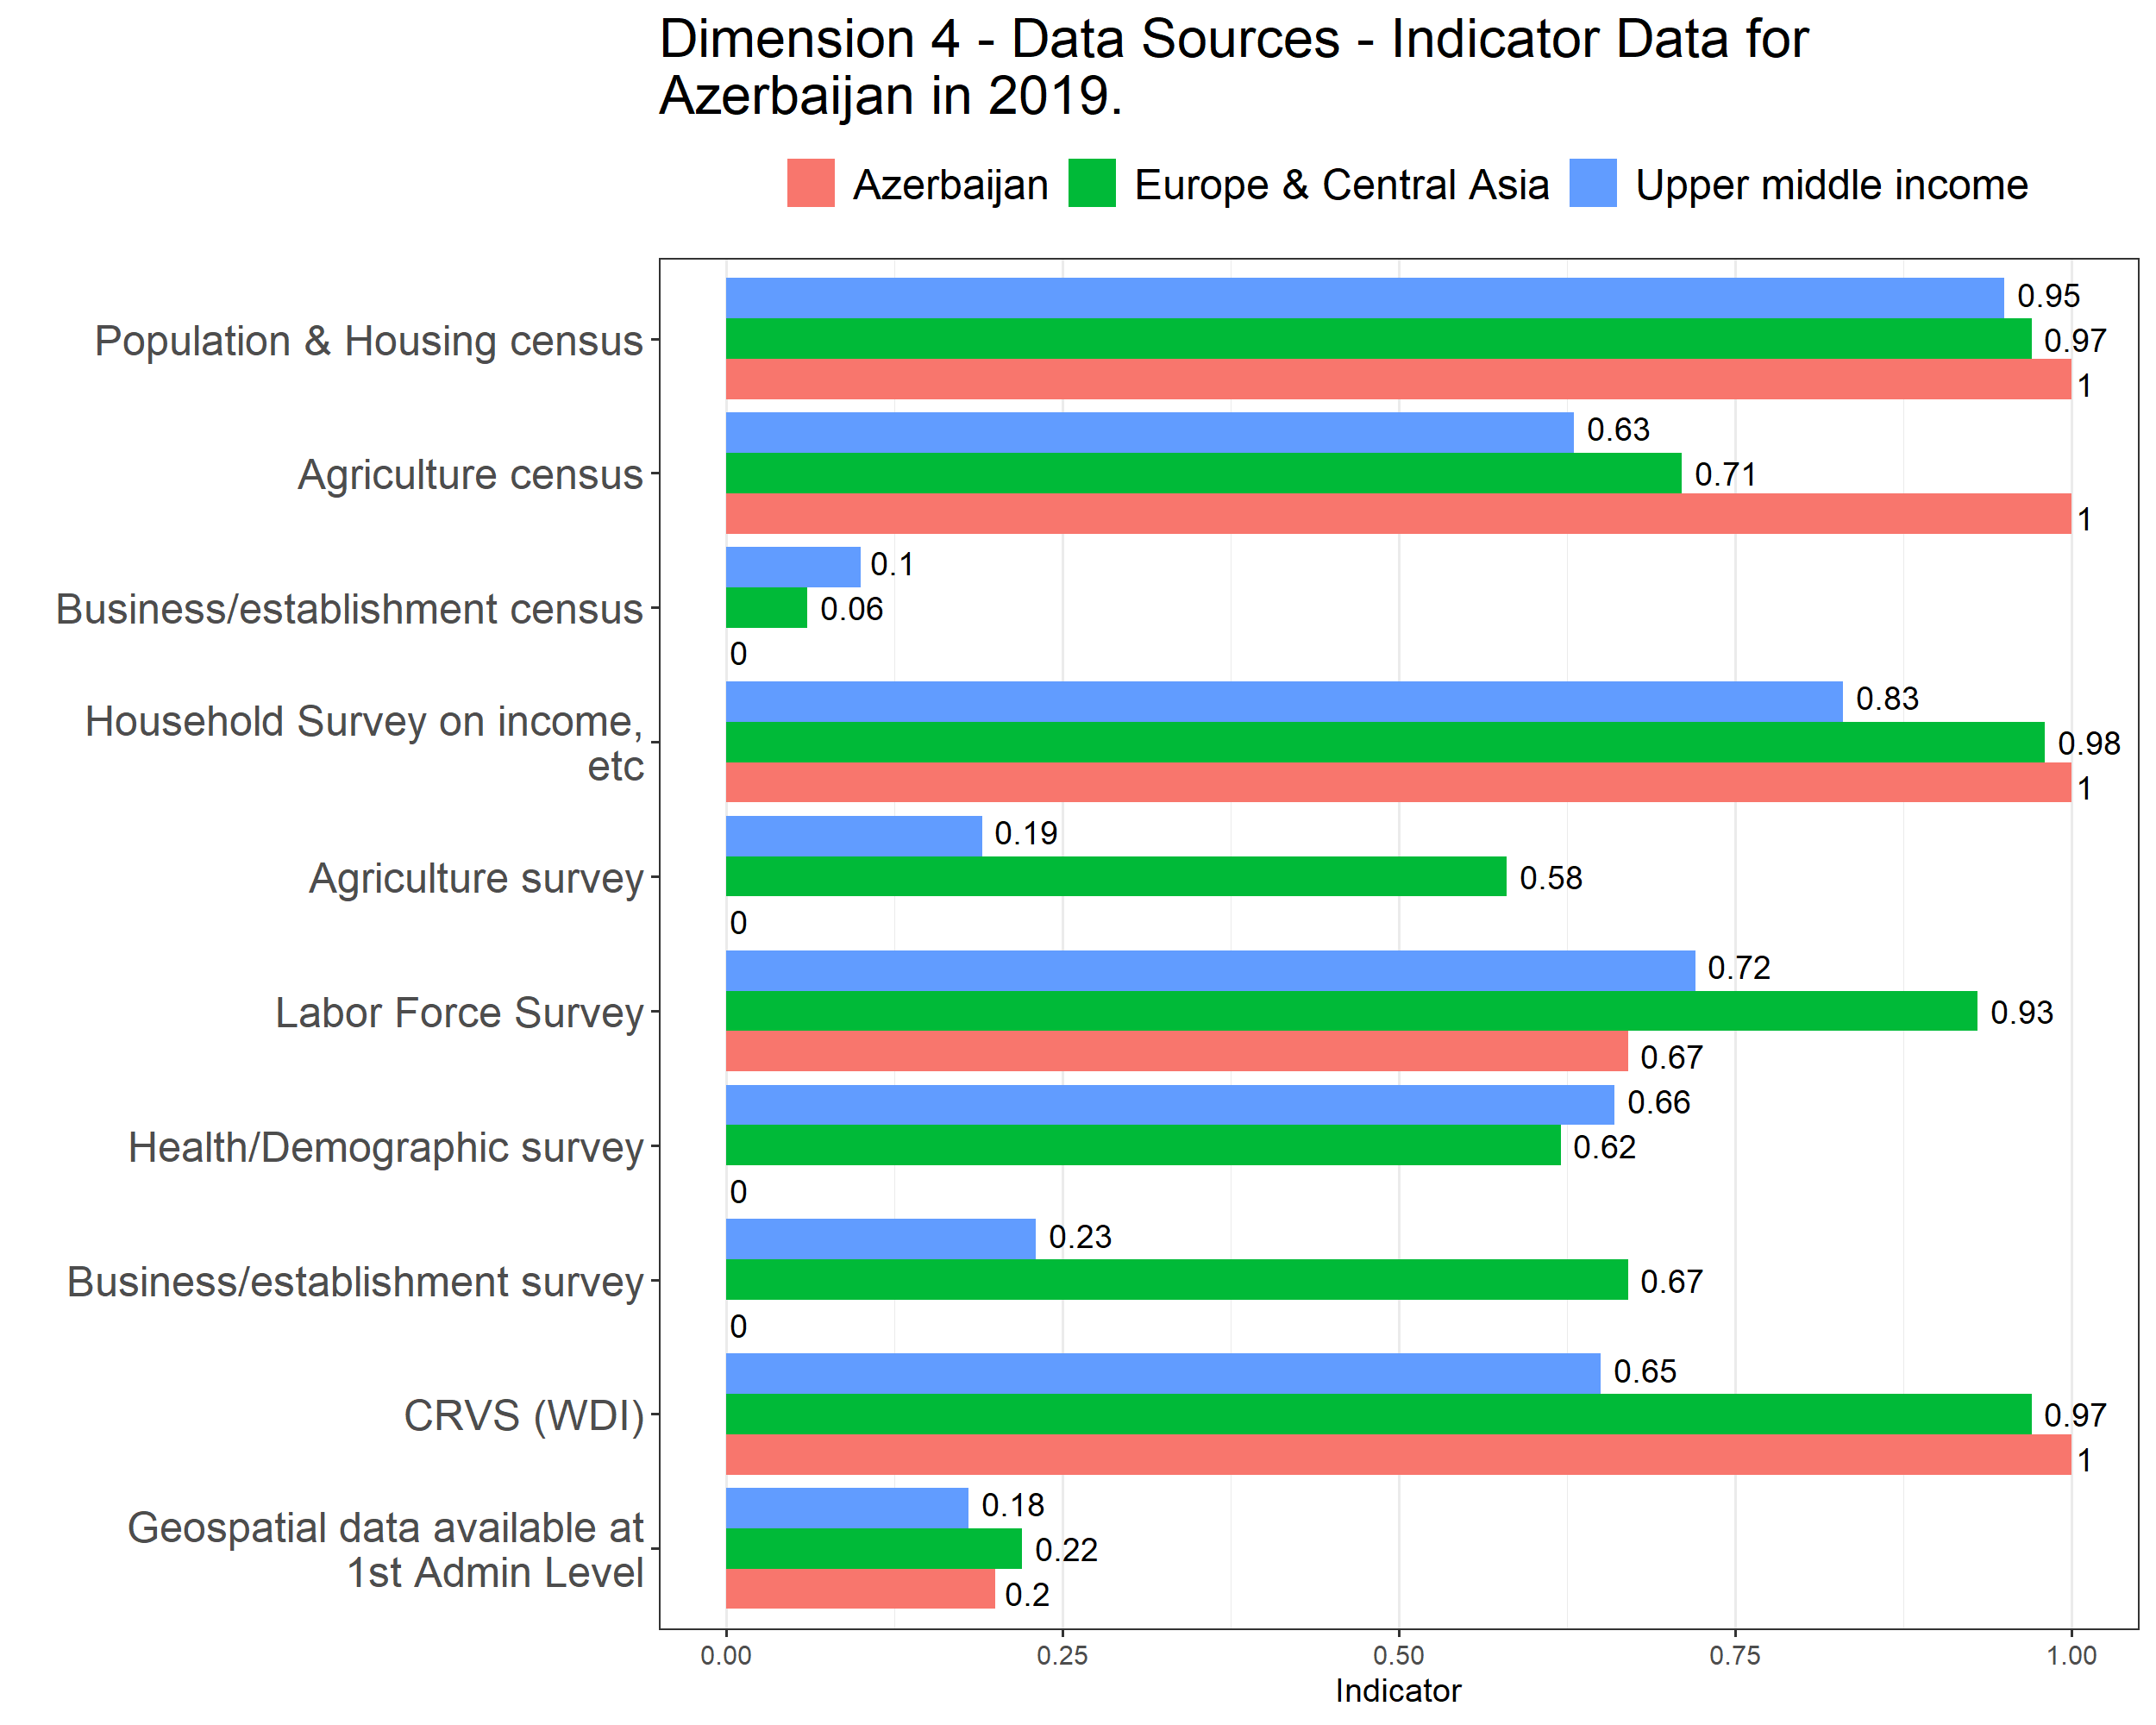 Dimension 4 - Data Sources - Indicator Data for
Azerbaijan in 2019.
Azerbaijan Europe & Central Asia Upper middle income
Population & Housing census
0.95
0.97
1
Agriculture census
0.63
0.71
1
Business/establishment census
0.1
0.06
0
Household Survey on income,
etc
0.83
0.98
1
Agriculture survey
0.19
0.58
0
Labor Force Survey
0.72
0.93
0.67
Health/Demographic survey
0.66
0.62
0
Business/establishment survey
0.23
0.67
0
CRVS (WDI)
0.65
0.97
1
Geospatial data available at
1st Admin Level
0.18
0.22
0.2
0.00 0.25 0.50 0.75 1.00
Indicator